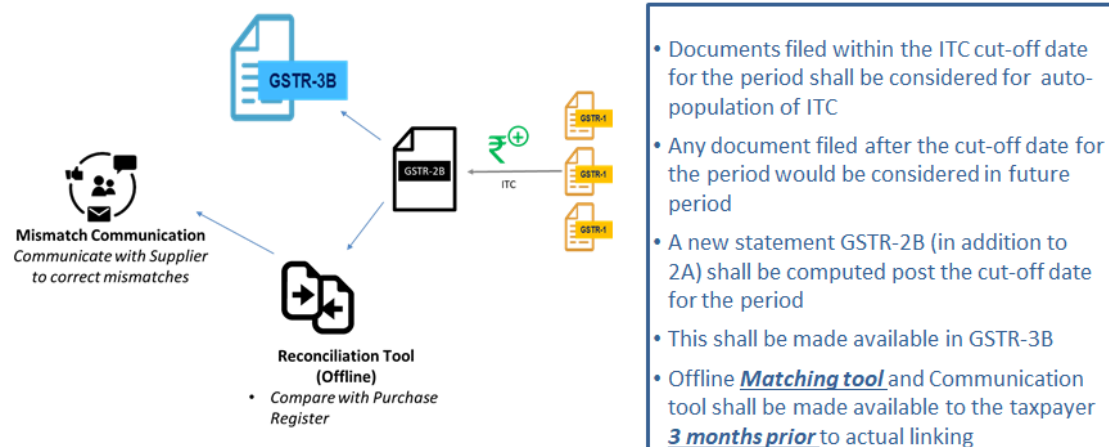 GSTR-3B
GSTR-2B
₹
ITC
GSTR-1
GSTR-1
GSTR-1
Mismatch Communication
Communicate with Supplier
to correct mismatches
Reconciliation Tool
(Offline)
• Compare with Purchase
Register
• Documents filed within the ITC cut-off date
for the period shall be considered for auto-
population of ITC
• Any document filed after the cut-off date for
the period would be considered in future
period
• A new statement GSTR-2B (in addition to
2A) shall be computed post the cut-off date
for the period
• This shall be made available in GSTR-3B
• Offline Matching tool and Communication
tool shall be made available to the taxpayer
3 months prior to actual linking